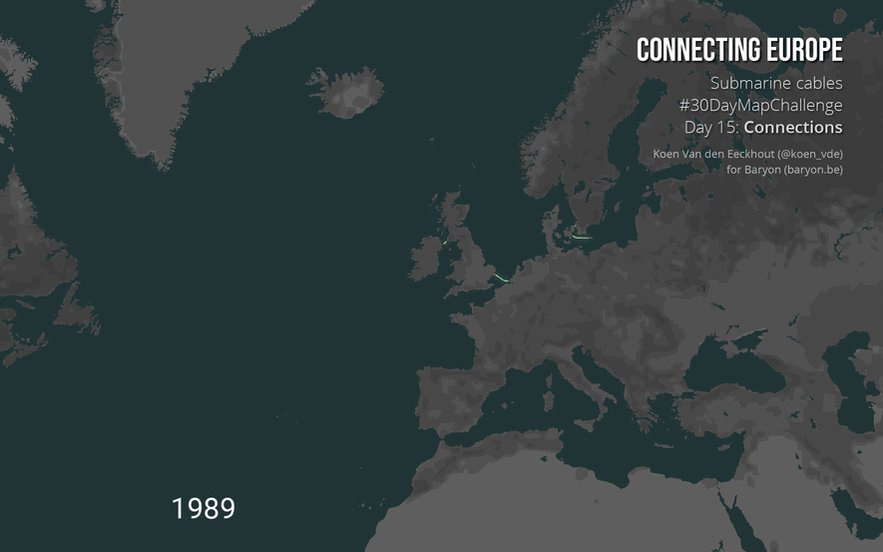 CONNECTING EUROPE
Submarine cables
#30DayMapChallenge
Day 15: Connections
Koen Van den Eeckhout (@koen_vde)
for Baryon (baryon.be)
1989